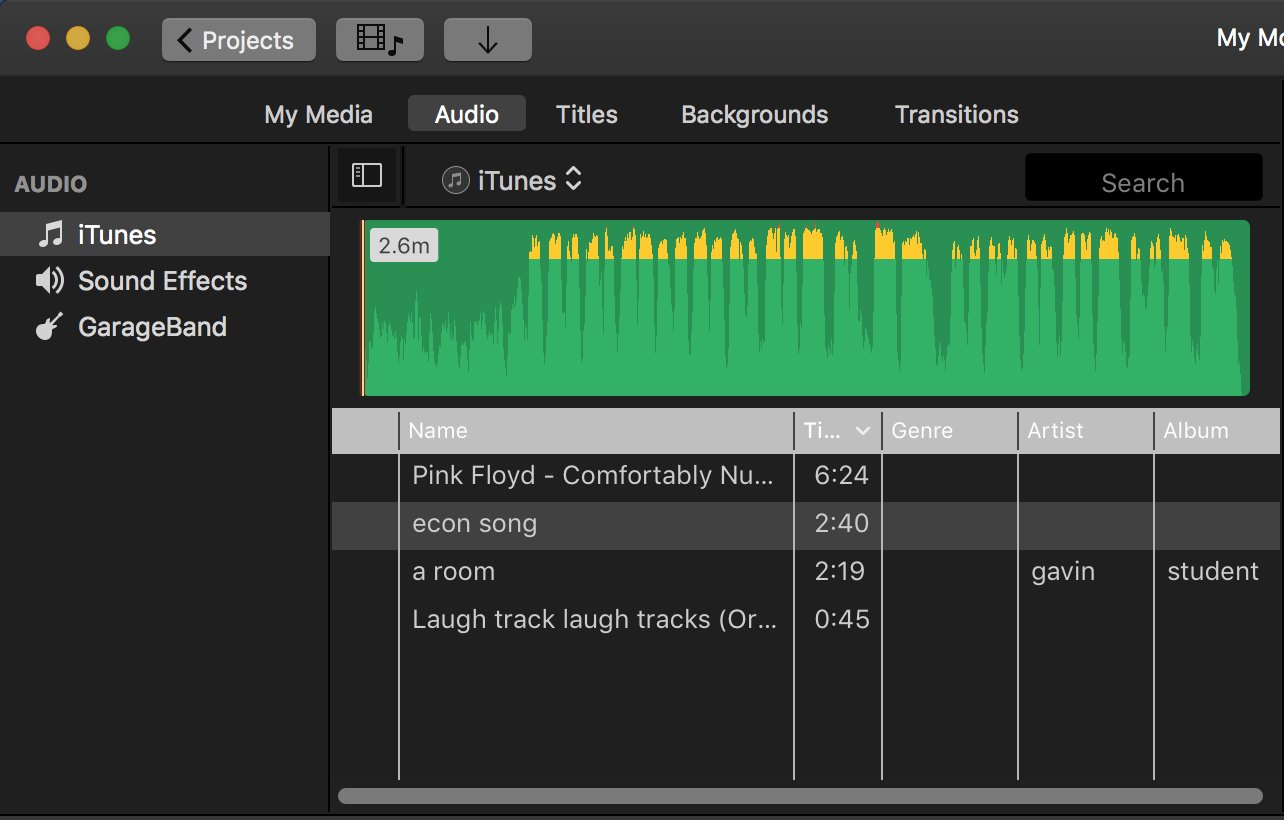 Projects
My Mo
My Media Audio Titles Backgrounds Transitions
AUDIO
iTunes
Sound Effects
GarageBand
iTunes
Search
2.6m
Name Ti... Genre Artist Album
Pink Floyd - Comfortably Nu... 6:24
econ song 2:40
a room 2:19 gavin student
Laugh track laugh tracks (Or... 0:45